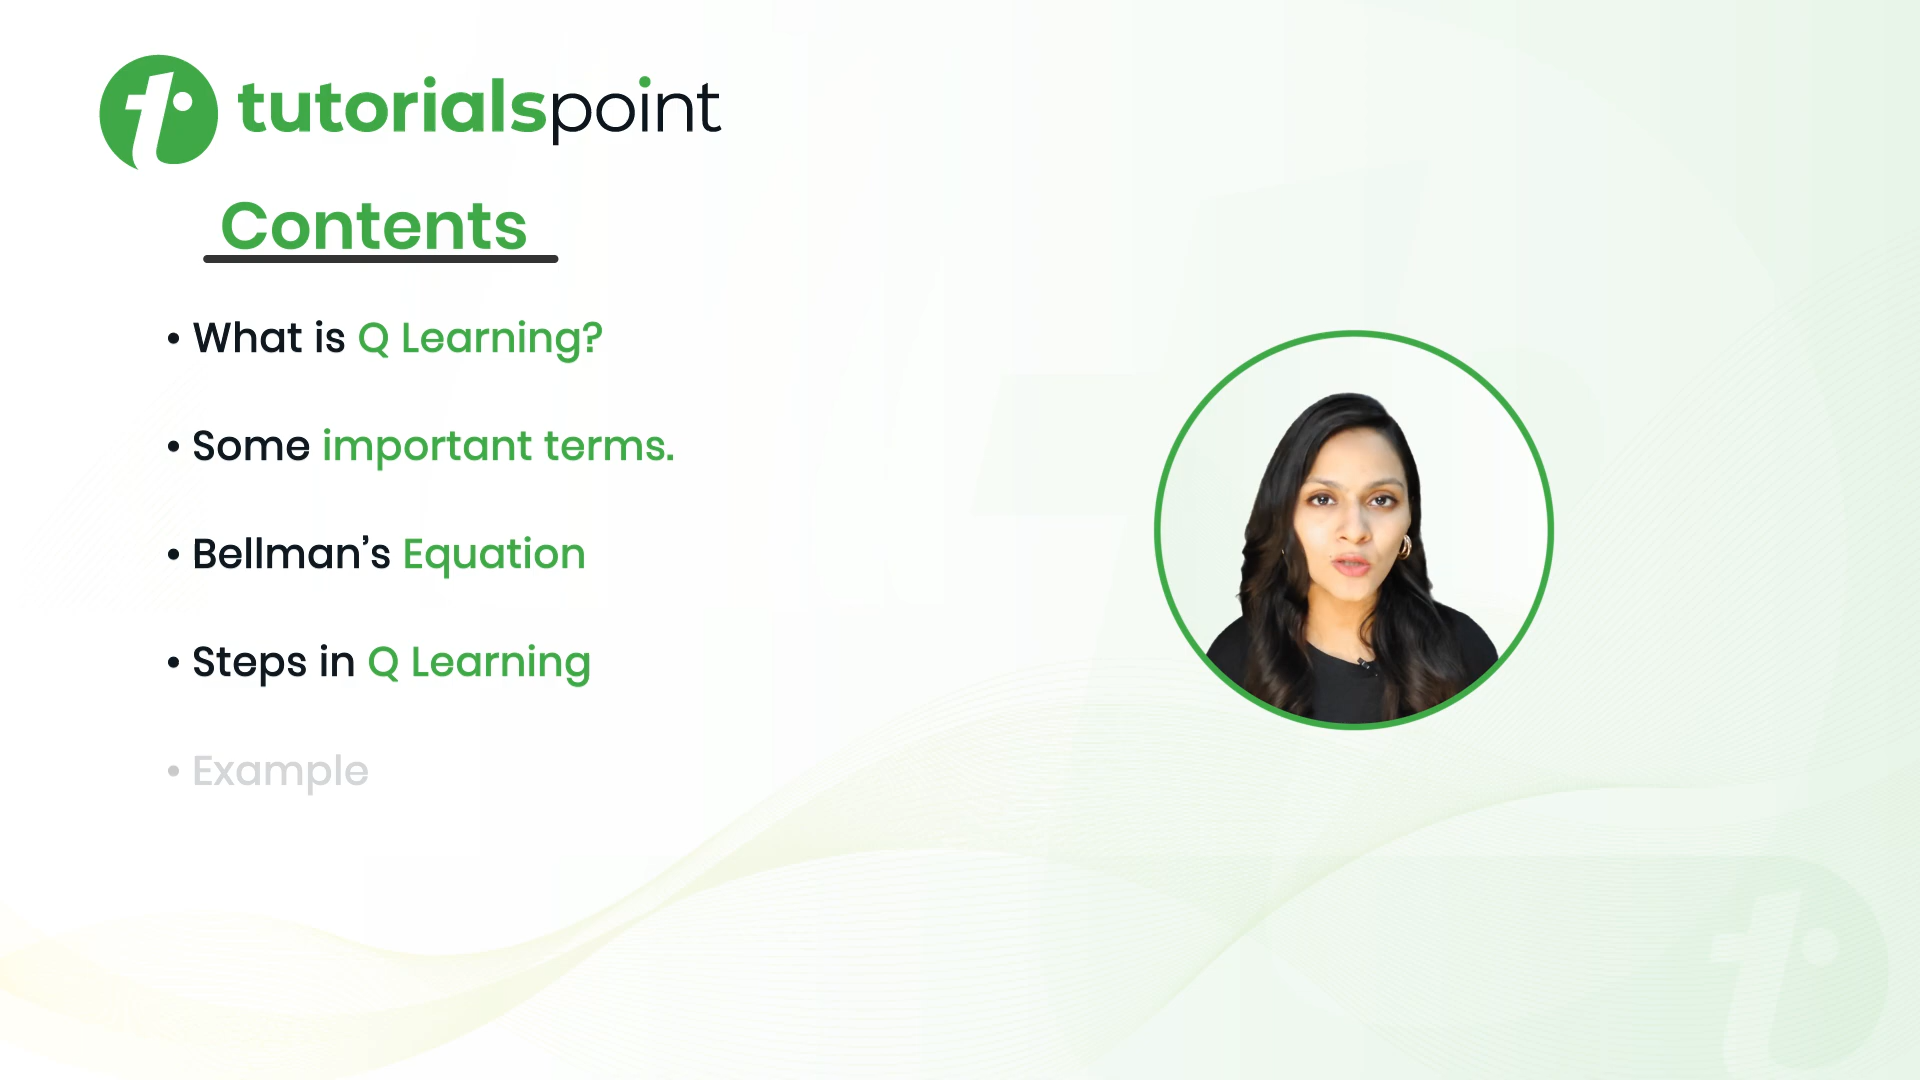 tutorialspoint
Contents
• What is Q Learning?
• Some important terms.
• Bellman’s Equation
• Steps in Q Learning
• Example